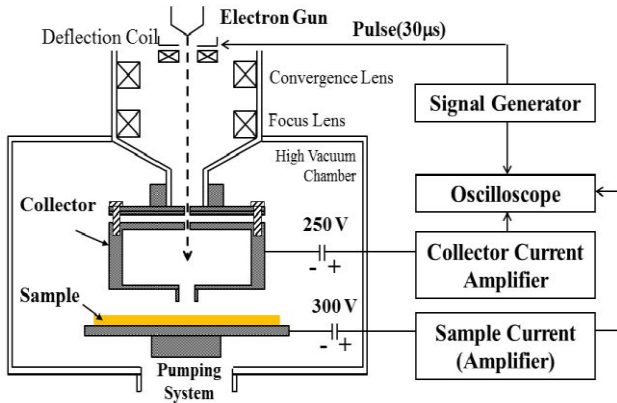 Electron Gun
Deflection Coil
Pulse(30μs)
Convergence Lens
Signal Generator
Focus Lens
High Vacuum
Chamber
Oscilloscope
Collector
250 V
- +
Collector Current
Amplifier
Sample
300 V
- +
Sample Current
(Amplifier)
Pumping
System